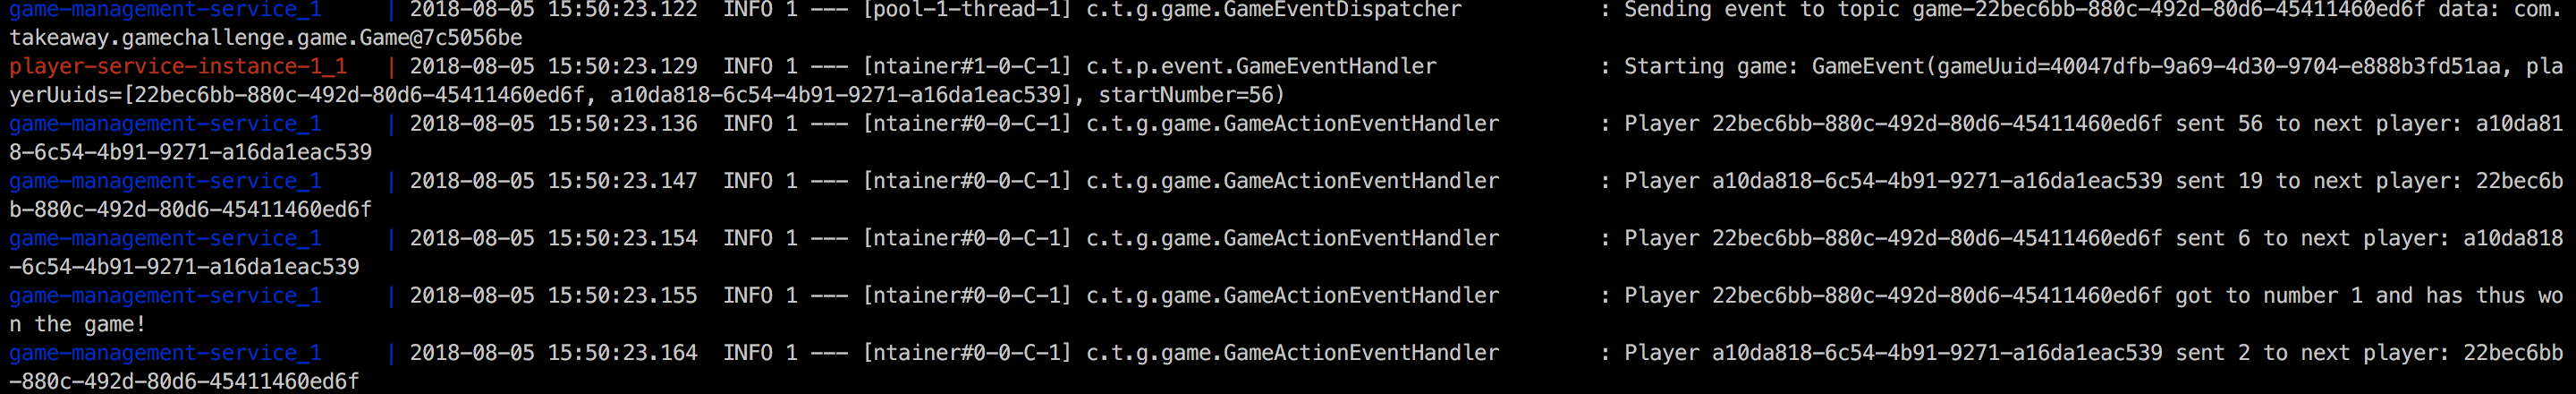 game-management-service_1     | 2018-08-05 15:50:23.122  INFO 1 --- [pool-1-thread-1] c.t.g.game.GameEventDispatcher           : Sending event to topic game-22bec6bb-880c-492d-80d6-45411460ed6f data: com.
takeaway.gamechallenge.game.Game@7c5056be
player-service-instance-1_1   | 2018-08-05 15:50:23.129  INFO 1 --- [ntainer#1-0-C-1] c.t.p.event.GameEventHandler             : Starting game: GameEvent(gameUuid=40047dfb-9a69-4d30-9704-e888b3fd51aa, pla
yerUuids=[22bec6bb-880c-492d-80d6-45411460ed6f, a10da818-6c54-4b91-9271-a16da1eac539], startNumber=56)
game-management-service_1     | 2018-08-05 15:50:23.136  INFO 1 --- [ntainer#0-0-C-1] c.t.g.game.GameActionEventHandler        : Player 22bec6bb-880c-492d-80d6-45411460ed6f sent 56 to next player: a10da81
8-6c54-4b91-9271-a16da1eac539
game-management-service_1     | 2018-08-05 15:50:23.147  INFO 1 --- [ntainer#0-0-C-1] c.t.g.game.GameActionEventHandler        : Player a10da818-6c54-4b91-9271-a16da1eac539 sent 19 to next player: 22bec6b
b-880c-492d-80d6-45411460ed6f
game-management-service_1     | 2018-08-05 15:50:23.154  INFO 1 --- [ntainer#0-0-C-1] c.t.g.game.GameActionEventHandler        : Player 22bec6bb-880c-492d-80d6-45411460ed6f sent 6 to next player: a10da818
-6c54-4b91-9271-a16da1eac539
game-management-service_1     | 2018-08-05 15:50:23.155  INFO 1 --- [ntainer#0-0-C-1] c.t.g.game.GameActionEventHandler        : Player 22bec6bb-880c-492d-80d6-45411460ed6f got to number 1 and has thus wo
n the game!
game-management-service_1     | 2018-08-05 15:50:23.164  INFO 1 --- [ntainer#0-0-C-1] c.t.g.game.GameActionEventHandler        : Player a10da818-6c54-4b91-9271-a16da1eac539 sent 2 to next player: 22bec6bb
-880c-492d-80d6-45411460ed6f